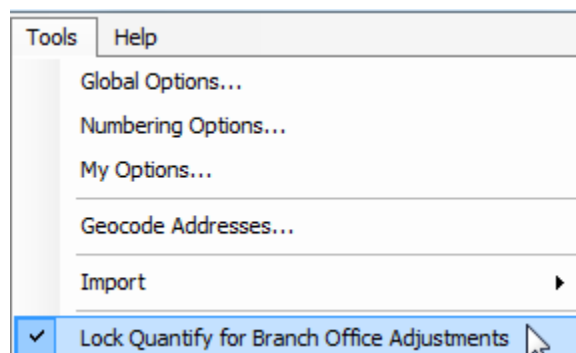 Tools Help
Global Options...
Numbering Options...
My Options...
Geocode Addresses...
Import
Lock Quantify for Branch Office Adjustments